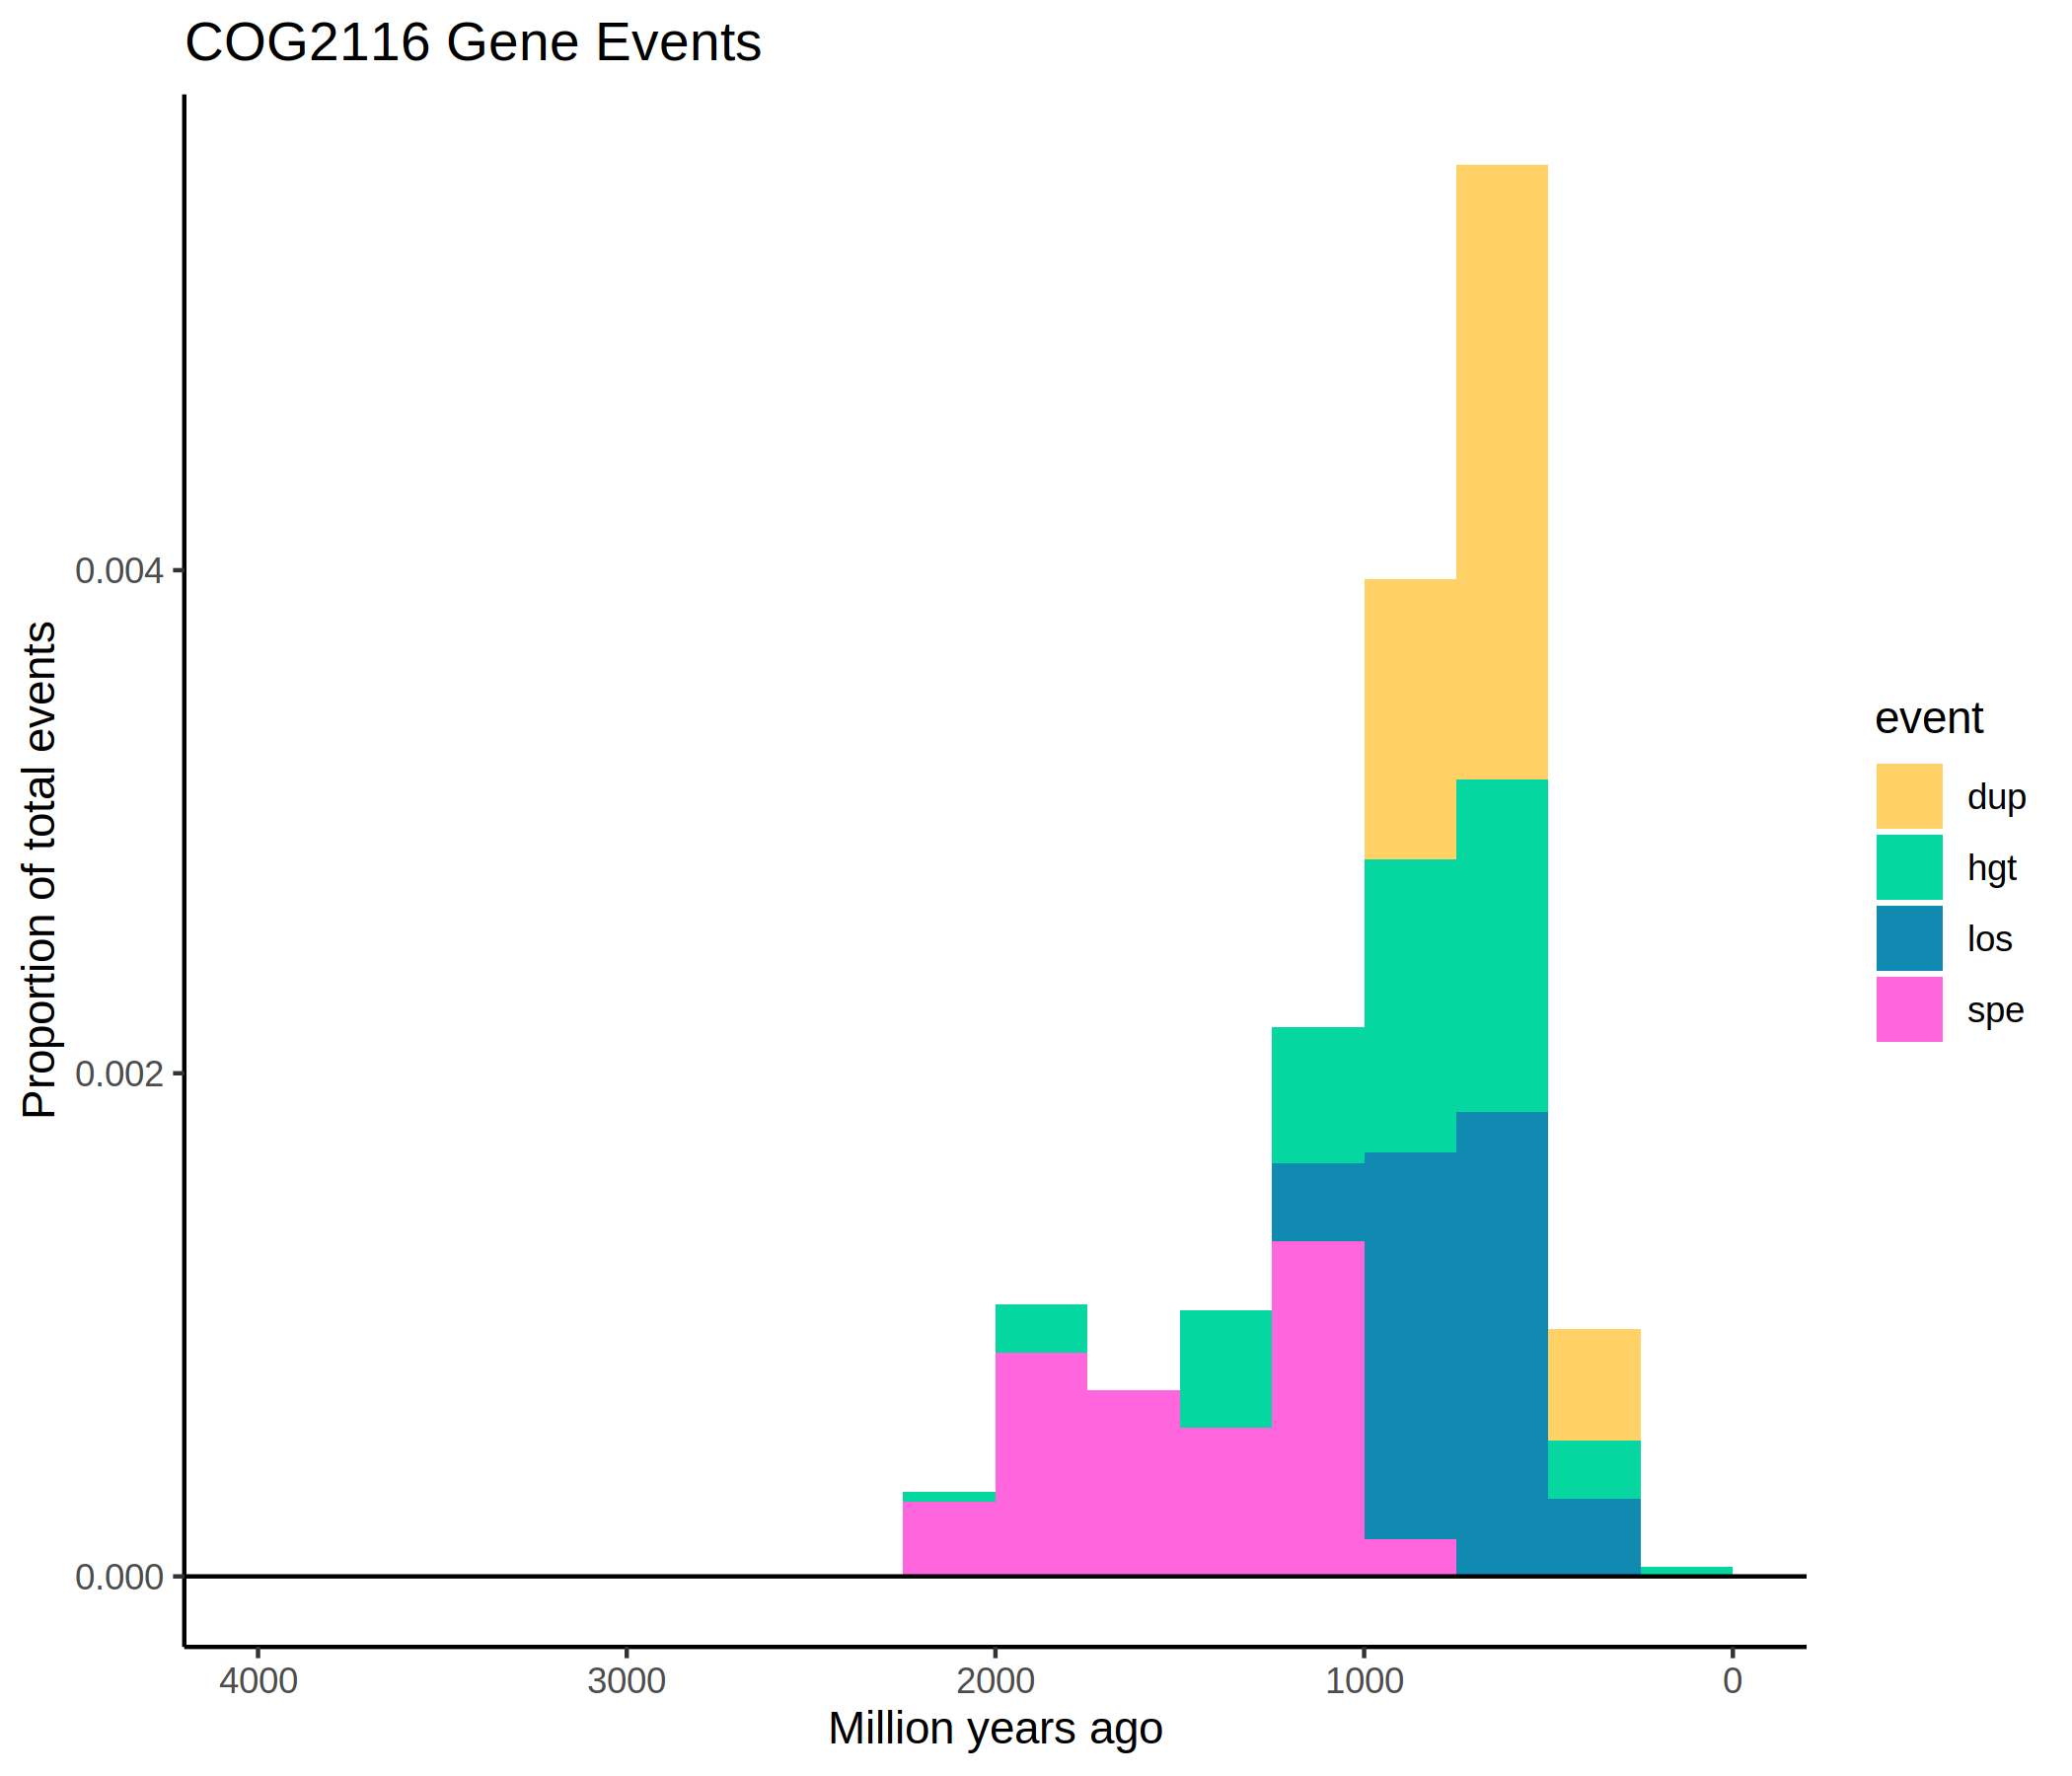 COG2116 Gene Events
Proportion of total events
0.004
0.002
0.000
4000 3000 2000 1000 0
Million years ago
event
dup
hgt
los
spe